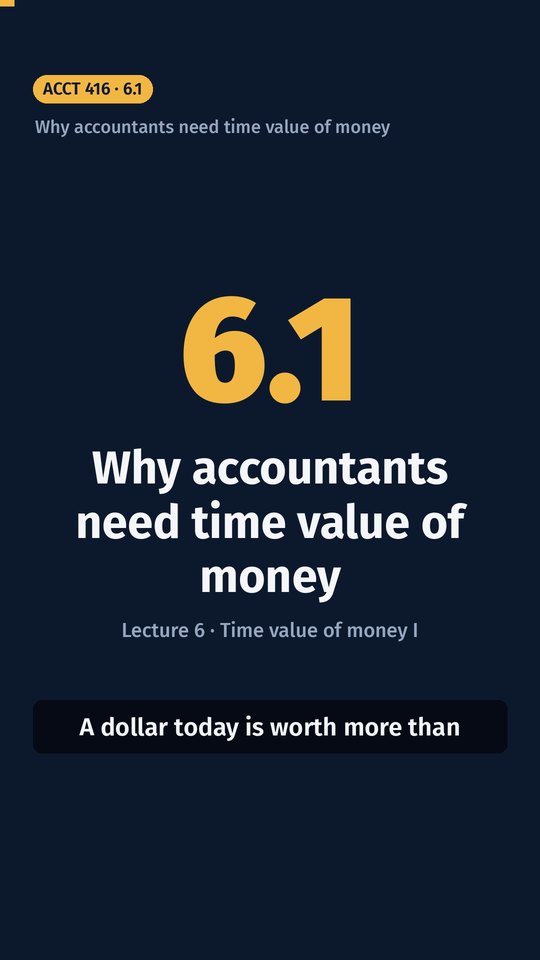 ACCT 416 · 6.1
Why accountants need time value of money
6.1
Why accountants
need time value of
money
Lecture 6 · Time value of money I
A dollar today is worth more than